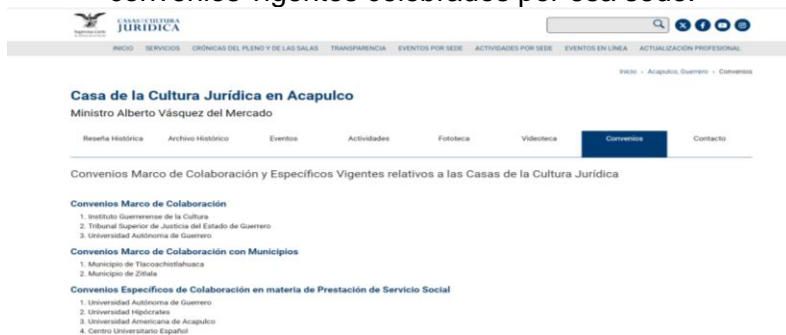 convenios vigentes celebrados por esa sede.
CASAS DE LA CULTURA
JURÍDICA
INICIO SERVICIOS CRÓNICAS DEL PLENO Y DE LAS SALAS TRANSPARENCIA EVENTOS POR SEDE ACTIVIDADES POR SEDE EVENTOS EN LÍNEA ACTUALIZACIÓN PROFESIONAL
Inicio › Acapulco, Guerrero › Convenios
Casa de la Cultura Jurídica en Acapulco
Ministro Alberto Vásquez del Mercado
Reseña Histórica Archivo Histórico Eventos Actividades Fototeca Videoteca Convenios Contacto
Convenios Marco de Colaboración y Específicos Vigentes relativos a las Casas de la Cultura Jurídica
Convenios Marco de Colaboración
1. Instituto Guerrerense de la Cultura
2. Tribunal Superior de Justicia del Estado de Guerrero
3. Universidad Autónoma de Guerrero
Convenios Marco de Colaboración con Municipios
1. Municipio de Tlacoachistlahuaca
2. Municipio de Zitlala
Convenios Específicos de Colaboración en materia de Prestación de Servicio Social
1. Universidad Autónoma de Guerrero
2. Universidad Hipócrates
3. Universidad Americana de Acapulco
4. Centro Universitario Español